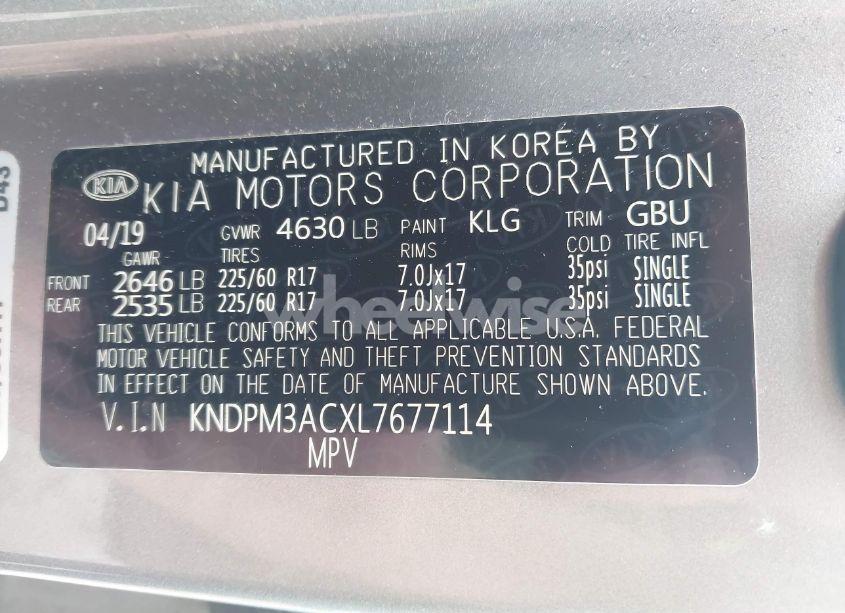 MANUFACTURED IN KOREA BY
KIA KIA MOTORS CORPORATION
04/19 GVWR 4630 LB PAINT KLG TRIM GBU
GAWR TIRES RIMS COLD TIRE INFL
FRONT 2646 LB 225/60 R17 7.0Jx17 35psi SINGLE
REAR 2535 LB 225/60 R17 7.0Jx17 35psi SINGLE
wheelwise
THIS VEHICLE CONFORMS TO ALL APPLICABLE U.S.A. FEDERAL
MOTOR VEHICLE SAFETY AND THEFT PREVENTION STANDARDS
IN EFFECT ON THE DATE OF MANUFACTURE SHOWN ABOVE.
V.I.N KNDPM3ACXL7677114
MPV
D43